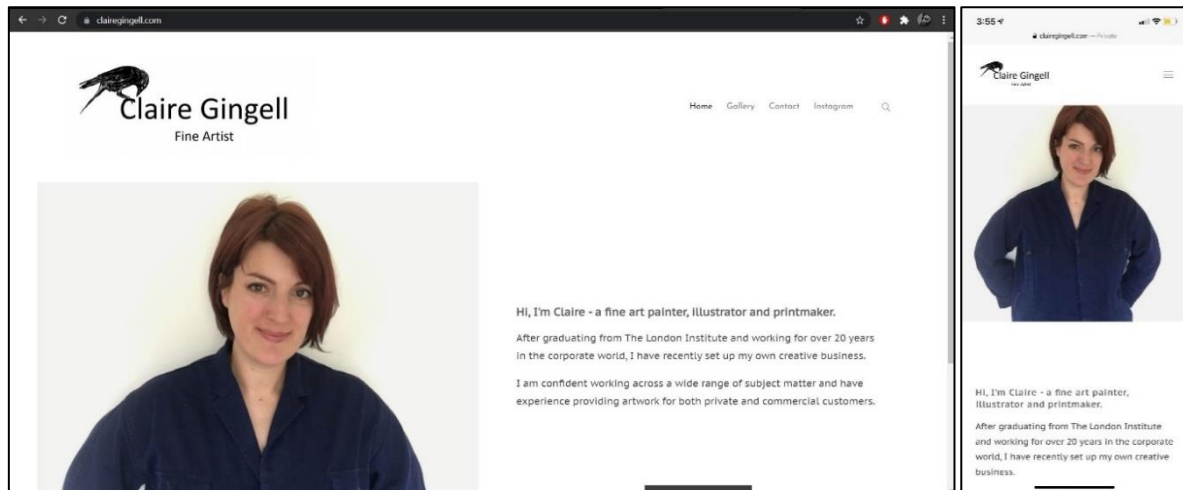 clairegingell.com
Claire Gingell
Fine Artist
Home Gallery Contact Instagram
Hi, I'm Claire - a fine art painter, illustrator and printmaker.
After graduating from The London Institute and working for over 20 years
in the corporate world, I have recently set up my own creative business.
I am confident working across a wide range of subject matter and have
experience providing artwork for both private and commercial customers.
3:55
clairegingell.com — Private
Claire Gingell
Fine Artist
Hi, I'm Claire - a fine art painter,
illustrator and printmaker.
After graduating from The London Institute
and working for over 20 years in the corporate
world, I have recently set up my own creative
business.